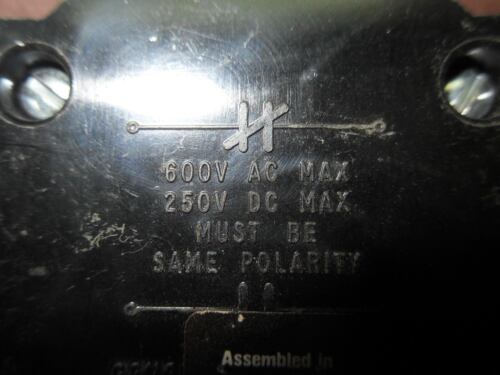 600V AC MAX
250V DC MAX
MUST BE
SAME POLARITY
Assembled in